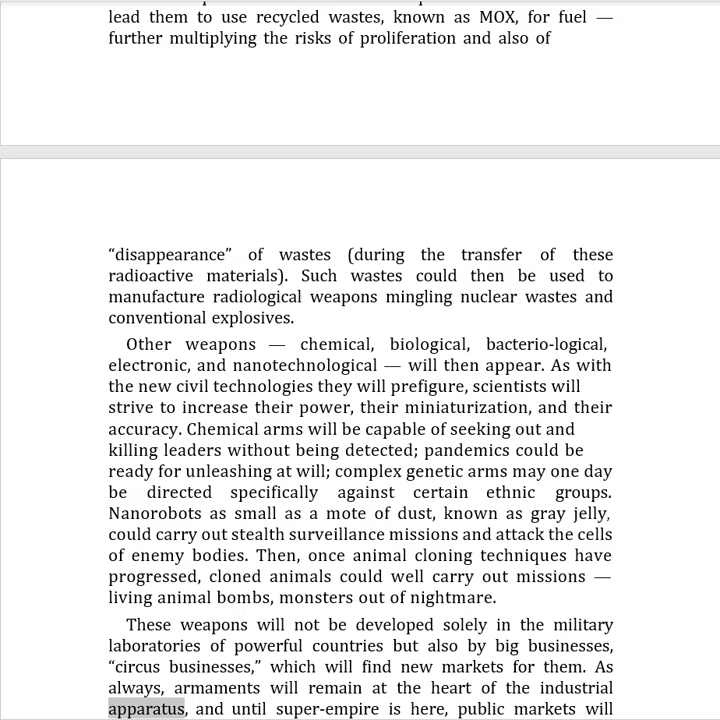 lead them to use recycled wastes, known as MOX, for fuel —
further multiplying the risks of proliferation and also of
“disappearance” of wastes (during the transfer of these
radioactive materials). Such wastes could then be used to
manufacture radiological weapons mingling nuclear wastes and
conventional explosives.
Other weapons — chemical, biological, bacterio-logical,
electronic, and nanotechnological — will then appear. As with
the new civil technologies they will prefigure, scientists will
strive to increase their power, their miniaturization, and their
accuracy. Chemical arms will be capable of seeking out and
killing leaders without being detected; pandemics could be
ready for unleashing at will; complex genetic arms may one day
be directed specifically against certain ethnic groups.
Nanorobots as small as a mote of dust, known as gray jelly,
could carry out stealth surveillance missions and attack the cells
of enemy bodies. Then, once animal cloning techniques have
progressed, cloned animals could well carry out missions —
living animal bombs, monsters out of nightmare.
These weapons will not be developed solely in the military
laboratories of powerful countries but also by big businesses,
“circus businesses,” which will find new markets for them. As
always, armaments will remain at the heart of the industrial
apparatus, and until super-empire is here, public markets will